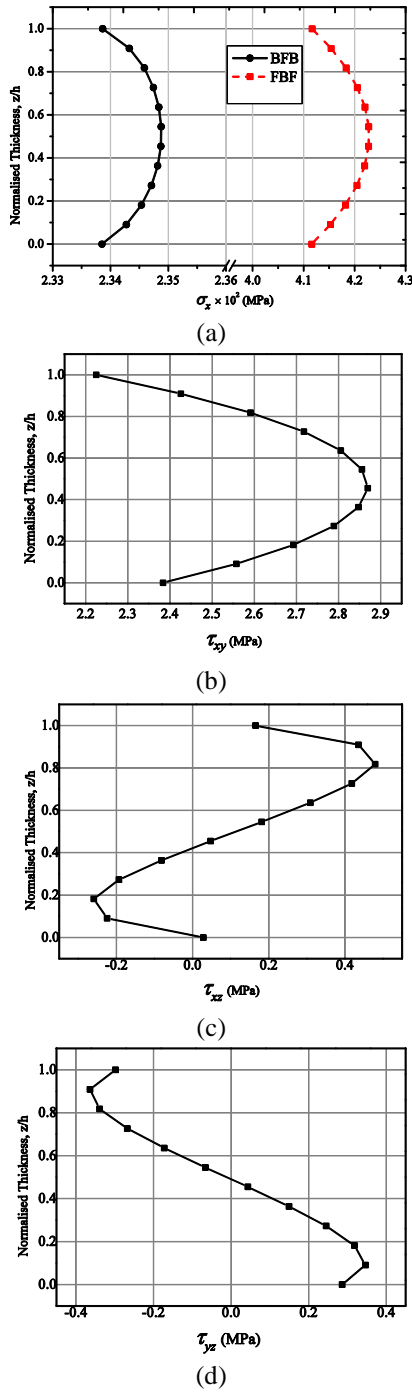 1.0
0.8
0.6
0.4
0.2
0.0
Normalised Thickness, z/h
BFB
FBF
2.33 2.34 2.35 2.36 4.0 4.1 4.2 4.3
σx × 10² (MPa)
(a)
1.0
0.8
0.6
0.4
0.2
0.0
Normalised Thickness, z/h
2.2 2.3 2.4 2.5 2.6 2.7 2.8 2.9
τxy (MPa)
(b)
1.0
0.8
0.6
0.4
0.2
0.0
Normalised Thickness, z/h
-0.2 0.0 0.2 0.4
τxz (MPa)
(c)
1.0
0.8
0.6
0.4
0.2
0.0
Normalised Thickness, z/h
-0.4 -0.2 0.0 0.2 0.4
τyz (MPa)
(d)